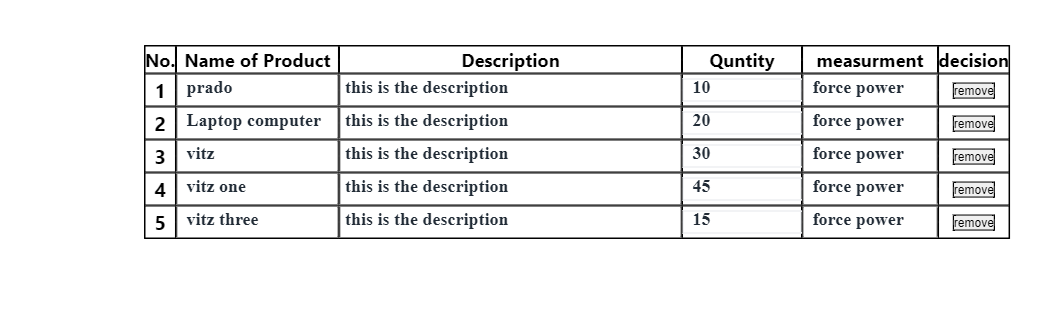 No. Name of Product Description Quntity measurment decision
1 prado this is the description 10 force power remove
2 Laptop computer this is the description 20 force power remove
3 vitz this is the description 30 force power remove
4 vitz one this is the description 45 force power remove
5 vitz three this is the description 15 force power remove